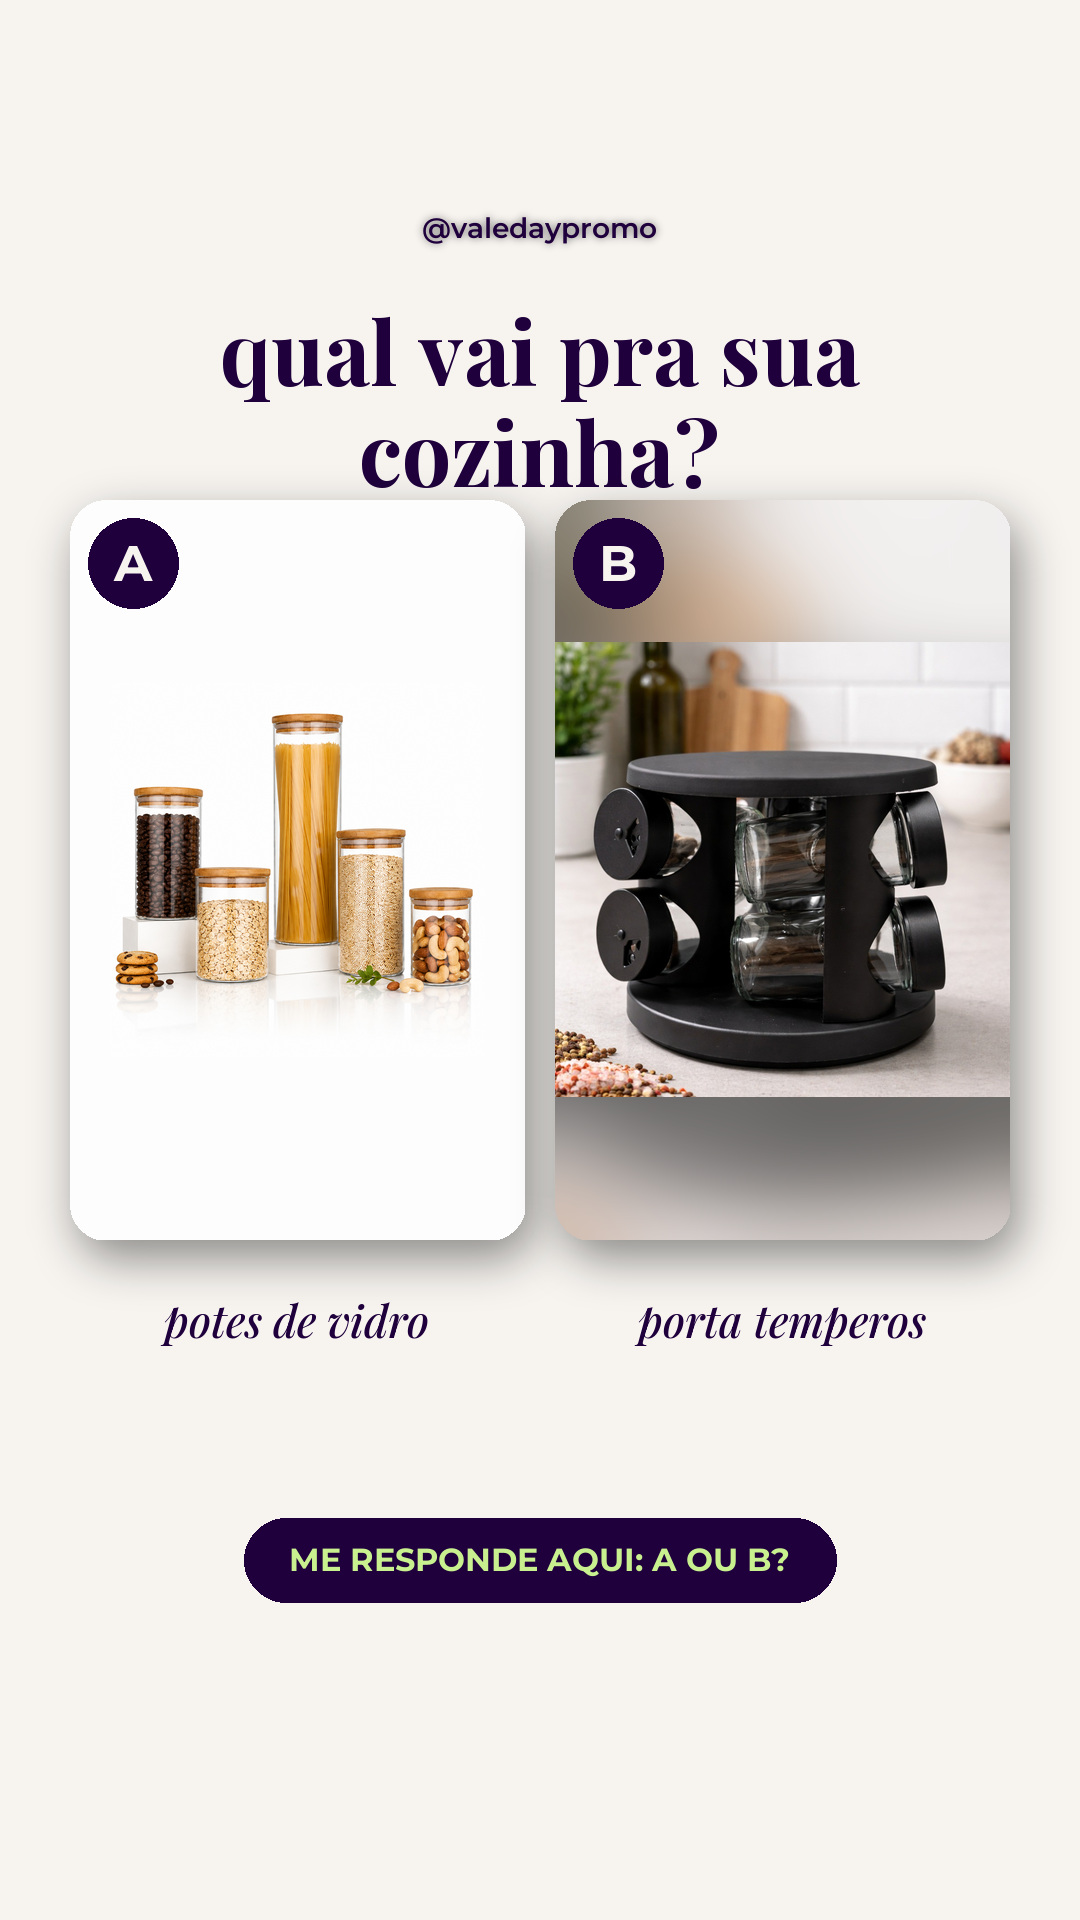 @valedaypromo
qual vai pra sua
cozinha?
A
B
potes de vidro
porta temperos
ME RESPONDE AQUI: A OU B?